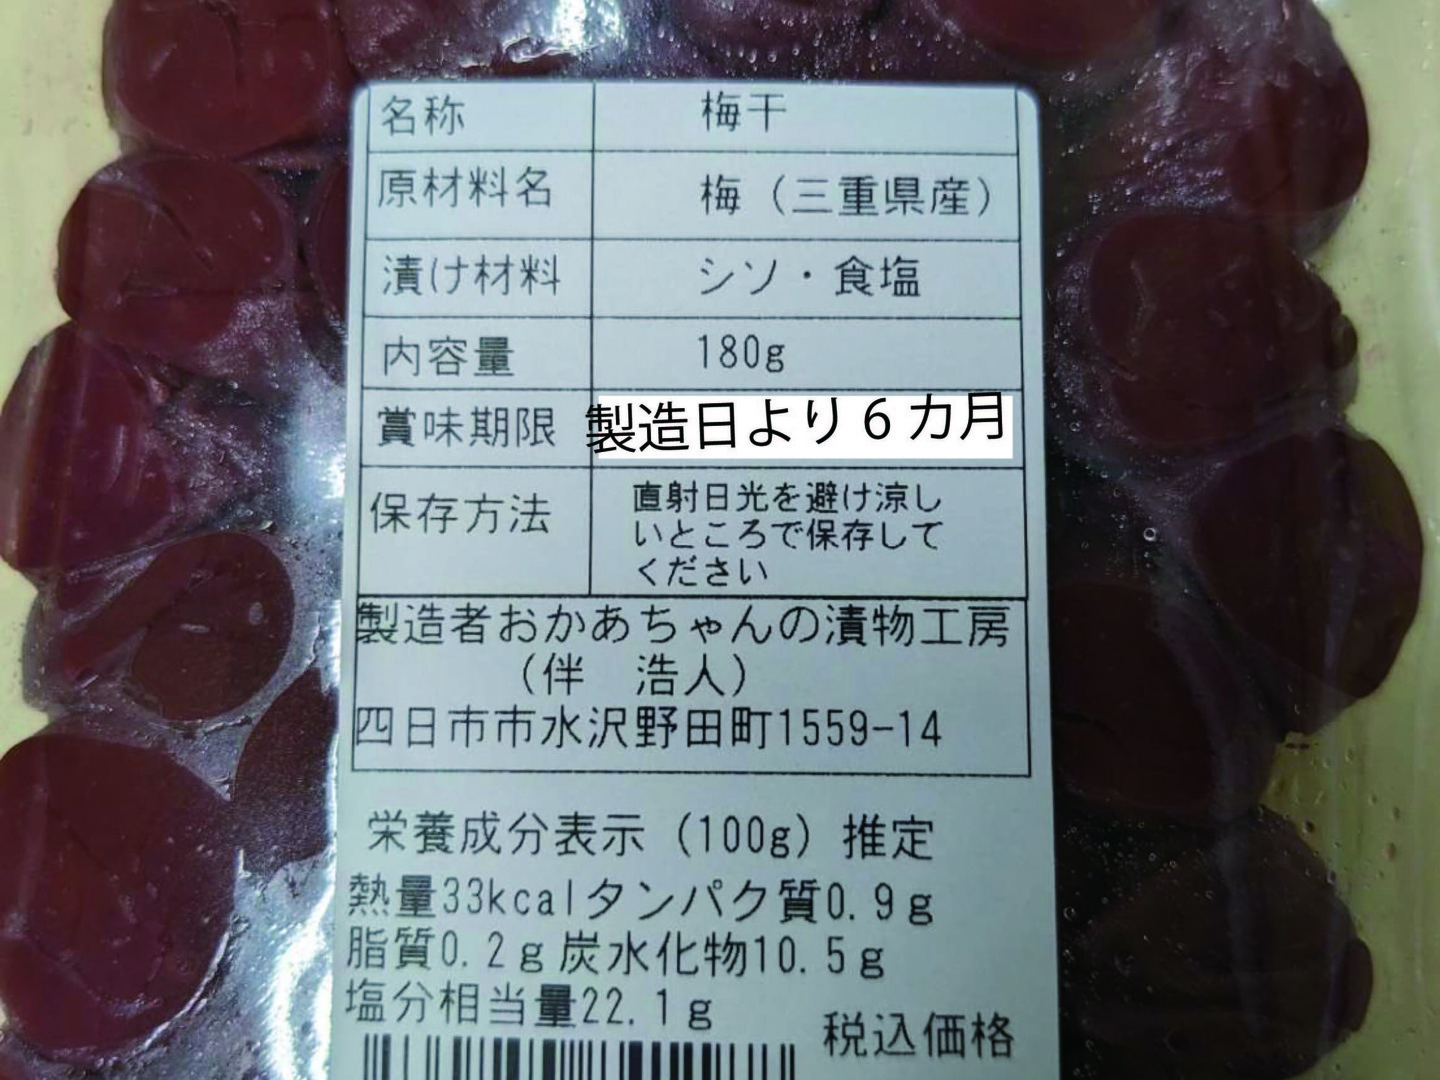 名称 梅干
原材料名 梅（三重県産）
漬け材料 シソ・食塩
内容量 180g
賞味期限 製造日より６カ月
保存方法 直射日光を避け涼し
いところで保存して
ください
製造者おかあちゃんの漬物工房
（伴　浩人）
四日市市水沢野田町1559-14
栄養成分表示（100g）推定
熱量33kcalタンパク質0.9g
脂質0.2g炭水化物10.5g
塩分相当量22.1g
税込価格